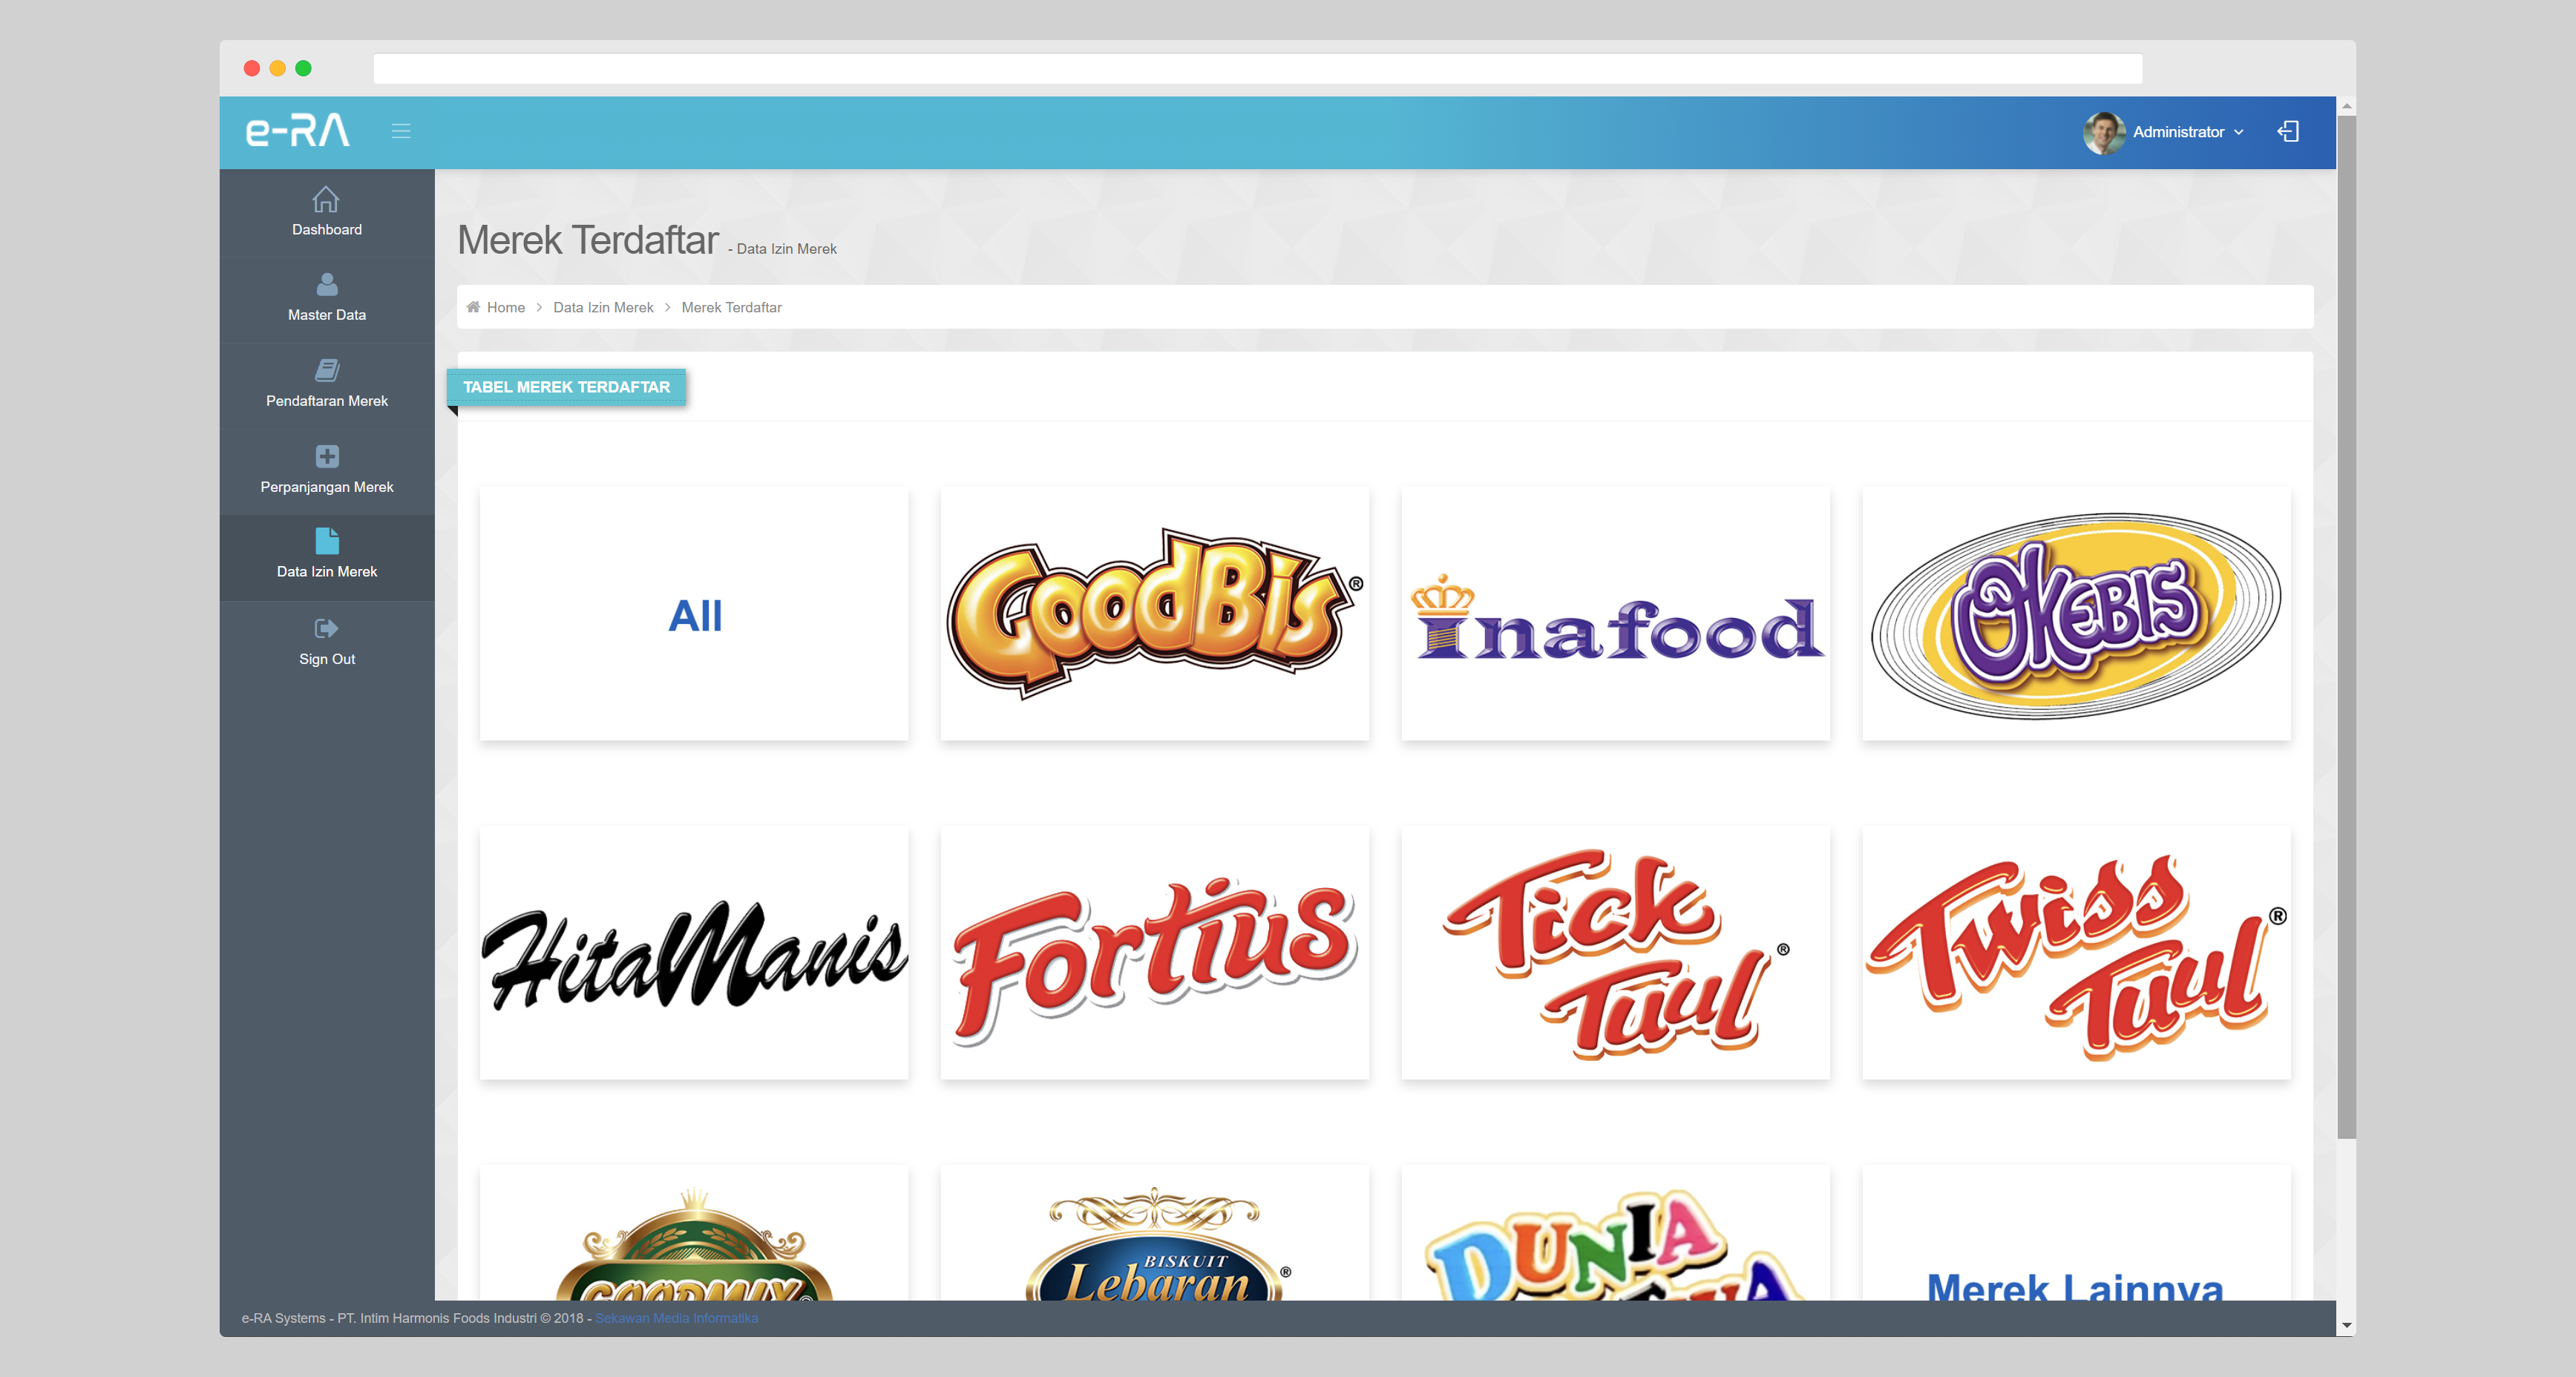 e-RA
Administrator
Dashboard
Master Data
Pendaftaran Merek
Perpanjangan Merek
Data Izin Merek
Sign Out
Merek Terdaftar - Data Izin Merek
Home > Data Izin Merek > Merek Terdaftar
TABEL MEREK TERDAFTAR
All
GoodBis®
Inafood
OKEBIS
HitaManis
Fortius
Tick
Tuul®
Twiss
Tuul®
GOODMIX®
BISKUIT
Lebaran®
DUNIA
Merek Lainnya
e-RA Systems - PT. Intim Harmonis Foods Industri © 2018 - Sekawan Media Informatika